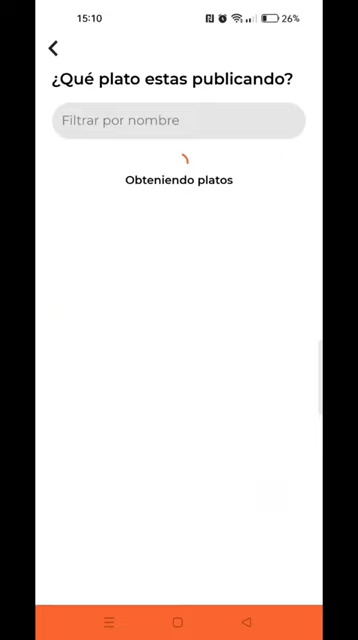 15:10
26%
¿Qué plato estas publicando?
Filtrar por nombre
Obteniendo platos